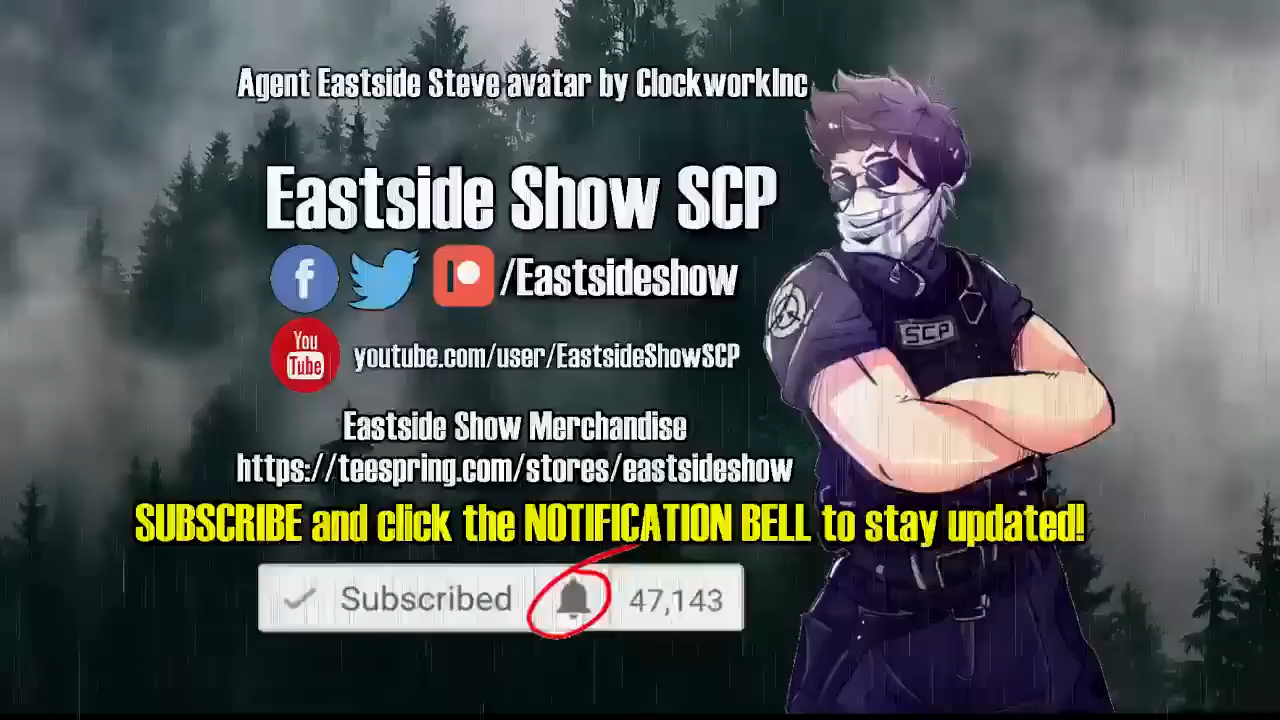 Agent Eastside Steve avatar by ClockworkInc
Eastside Show SCP
f /Eastsideshow
You Tube youtube.com/user/EastsideShowSCP
SCP
Eastside Show Merchandise
https://teespring.com/stores/eastsideshow
SUBSCRIBE and click the NOTIFICATION BELL to stay updated!
Subscribed 47,143